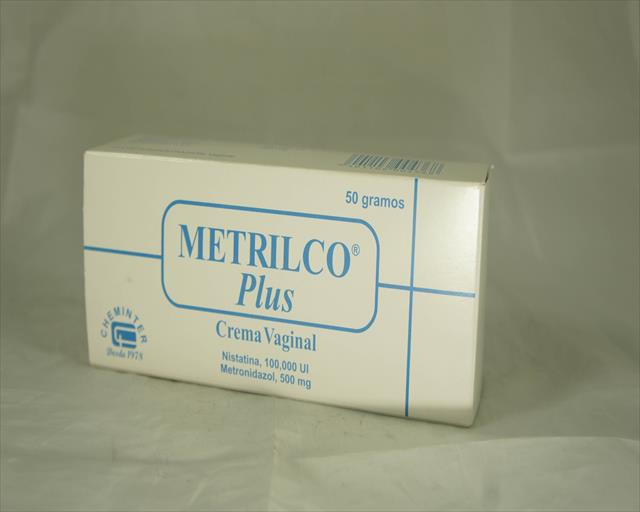 50 gramos
METRILCO®
Plus
Crema Vaginal
Nistatina, 100,000 UI
Metronidazol, 500 mg
CHEMINTER
Desde 1978